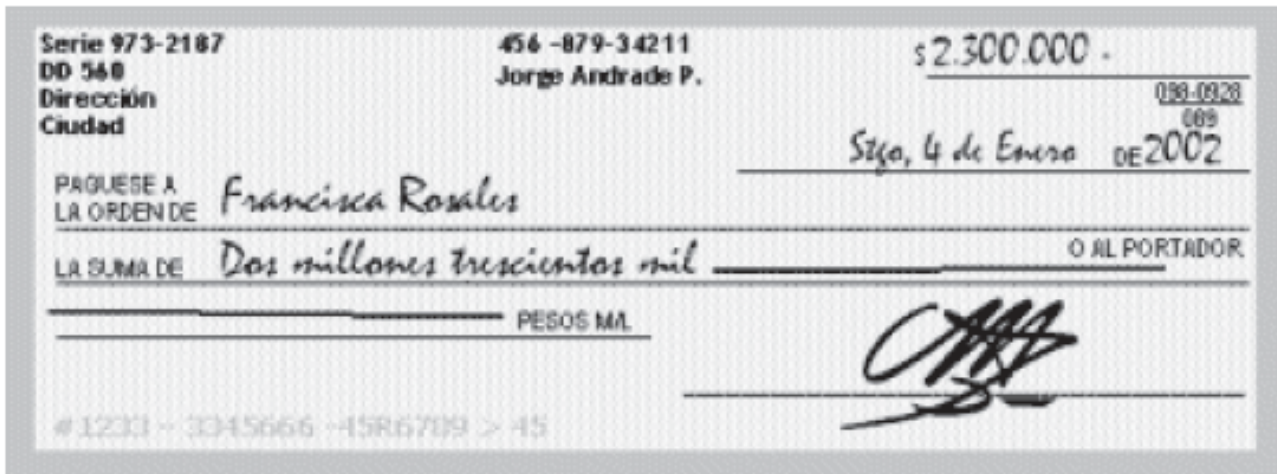 Serie 973-2187
DD 560
Dirección
Ciudad
456 -879-34211
Jorge Andrade P.
$ 2.300.000 -
098-0928
089
Stgo, 4 de Enero DE 2002
PAGUESE A
LA ORDEN DE Francisca Rosales
O AL PORTADOR
LA SUMA DE Dos millones trescientos mil
PESOS M/L
#1233 - 3345666 -45R6789 > 45